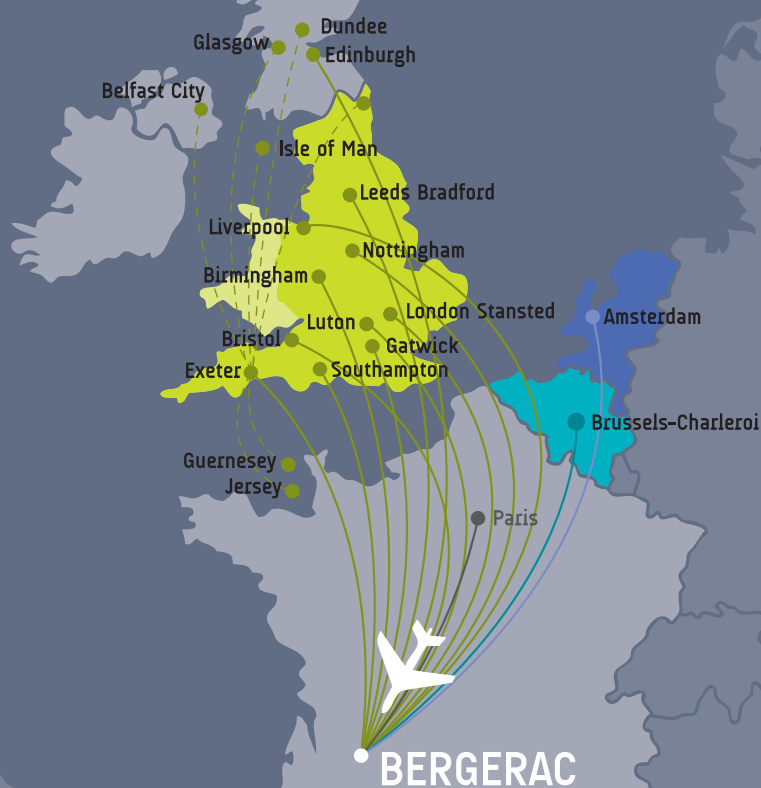 Dundee
Glasgow
Edinburgh
Belfast City
Isle of Man
Leeds Bradford
Liverpool
Nottingham
Birmingham
London Stansted
Amsterdam
Luton
Bristol
Gatwick
Exeter
Southampton
Brussels-Charleroi
Guernesey
Jersey
Paris
BERGERAC